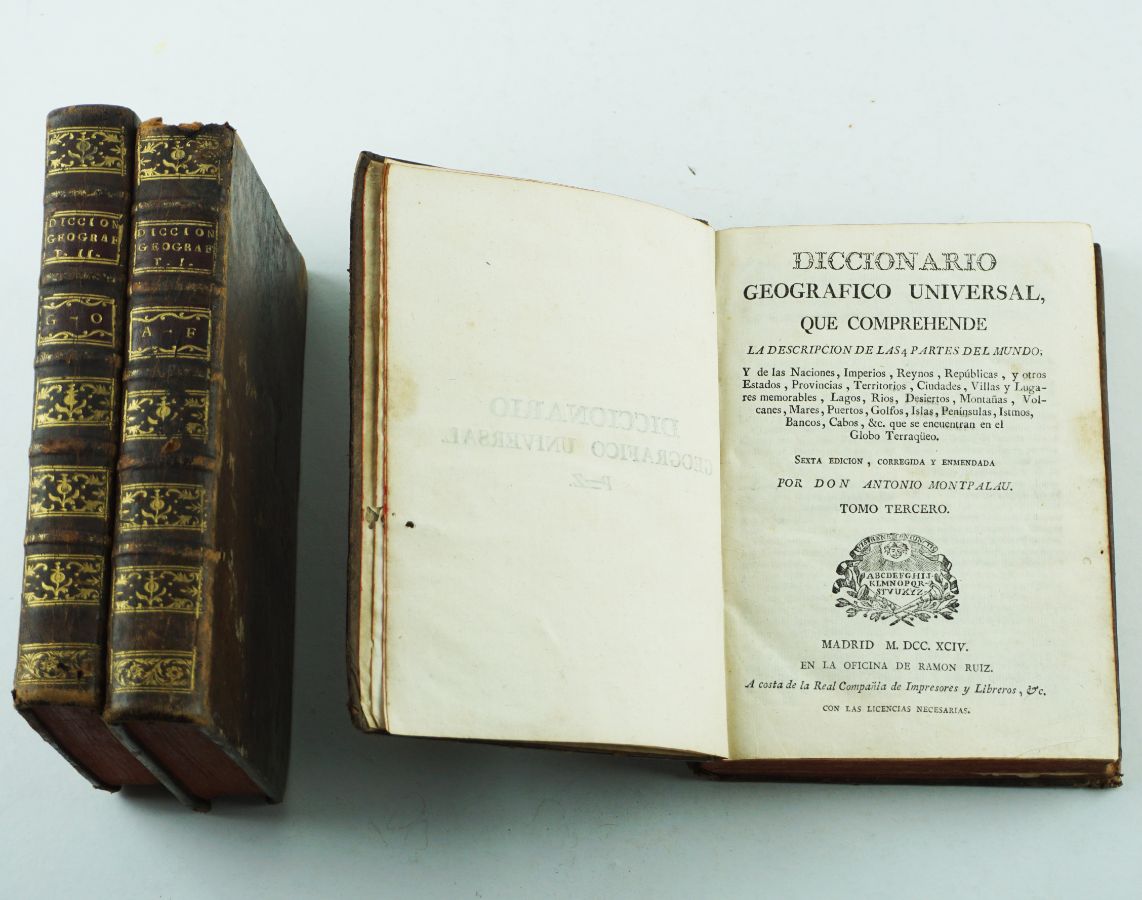 DICCION
GEOGRAF
T. II.
G - O
DICCION
GEOGRAF
T. I.
A - F
DICCIONARIO
GEOGRAFICO UNIVERSAL
P—Z.
DICCIONARIO
GEOGRAFICO UNIVERSAL,
QUE COMPREHENDE
LA DESCRIPCION DE LAS 4 PARTES DEL MUNDO;
Y de las Naciones, Imperios, Reynos, Repúblicas, y otros
Estados, Provincias, Territorios, Ciudades, Villas y Luga-
res memorables, Lagos, Rios, Desiertos, Montañas, Vol-
canes, Mares, Puertos, Golfos, Islas, Penínsulas, Istmos,
Bancos, Cabos, &c. que se encuentran en el
Globo Terraqüeo.
SEXTA EDICION, CORREGIDA Y ENMENDADA
POR DON ANTONIO MONTPALAU.
TOMO TERCERO.
BENE
ABCDEFGHIJ
KLMNOPQR-
STVUXYZ
MADRID M. DCC. XCIV.
EN LA OFICINA DE RAMON RUIZ.
A costa de la Real Compañia de Impresores y Libreros, &c.
CON LAS LICENCIAS NECESARIAS.